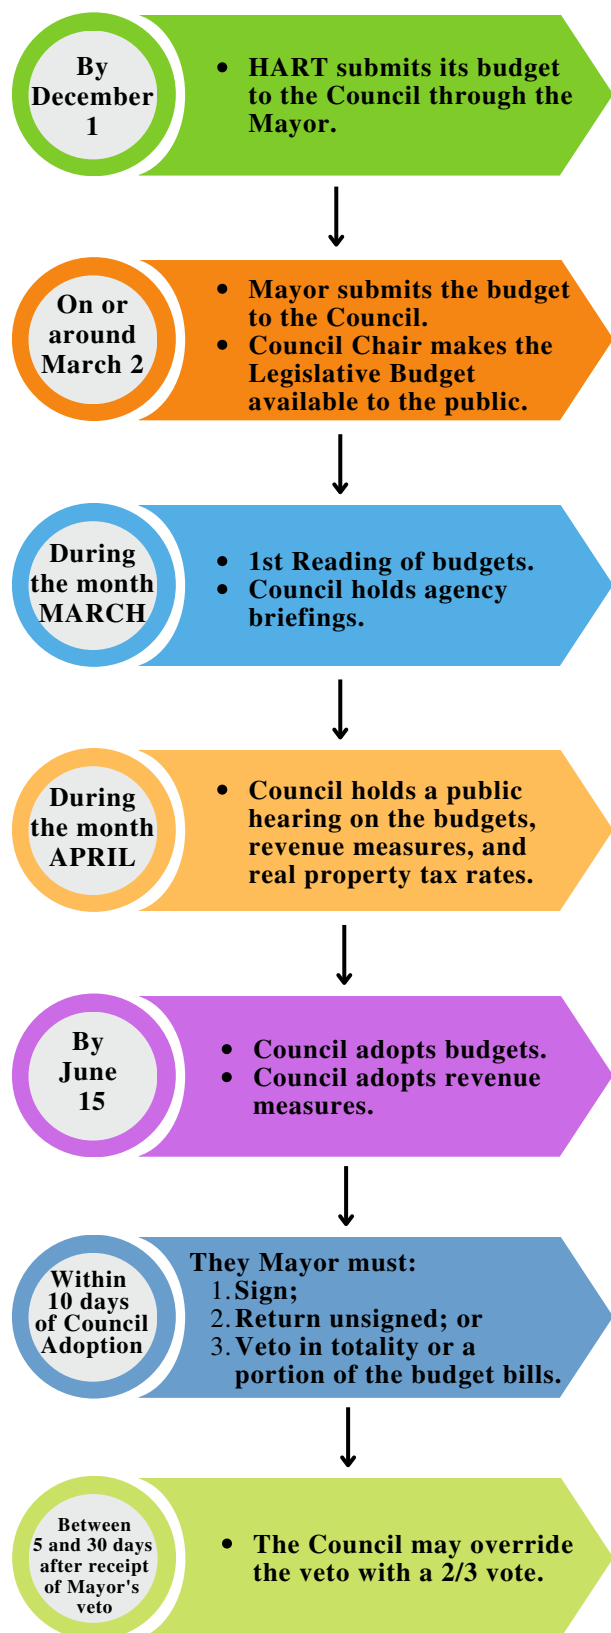 By
December
1
• HART submits its budget
to the Council through the
Mayor.
On or
around
March 2
• Mayor submits the budget
to the Council.
• Council Chair makes the
Legislative Budget
available to the public.
During
the month
MARCH
• 1st Reading of budgets.
• Council holds agency
briefings.
During
the month
APRIL
• Council holds a public
hearing on the budgets,
revenue measures, and
real property tax rates.
By
June
15
• Council adopts budgets.
• Council adopts revenue
measures.
Within
10 days
of Council
Adoption
They Mayor must:
1. Sign;
2. Return unsigned; or
3. Veto in totality or a
portion of the budget bills.
Between
5 and 30 days
after receipt
of Mayor's
veto
• The Council may override
the veto with a 2/3 vote.